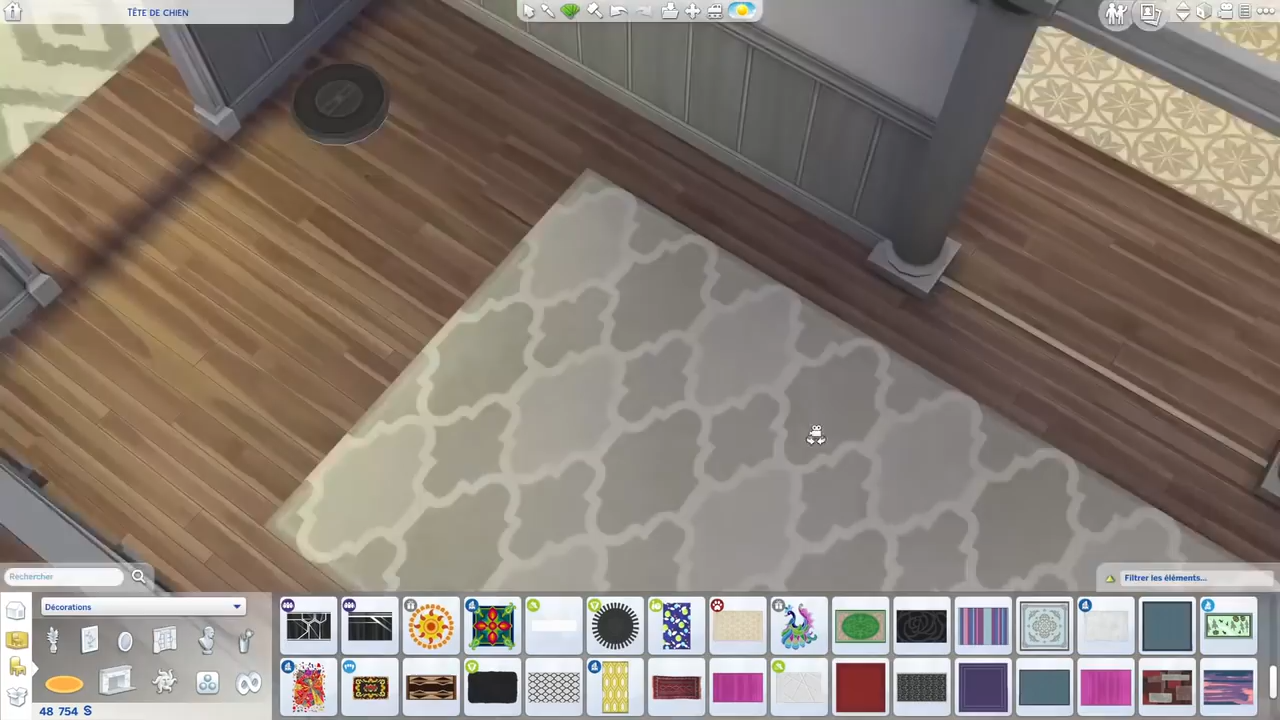 TÊTE DE CHIEN
Rechercher
Filtrer les éléments...
Décorations
48 754 $